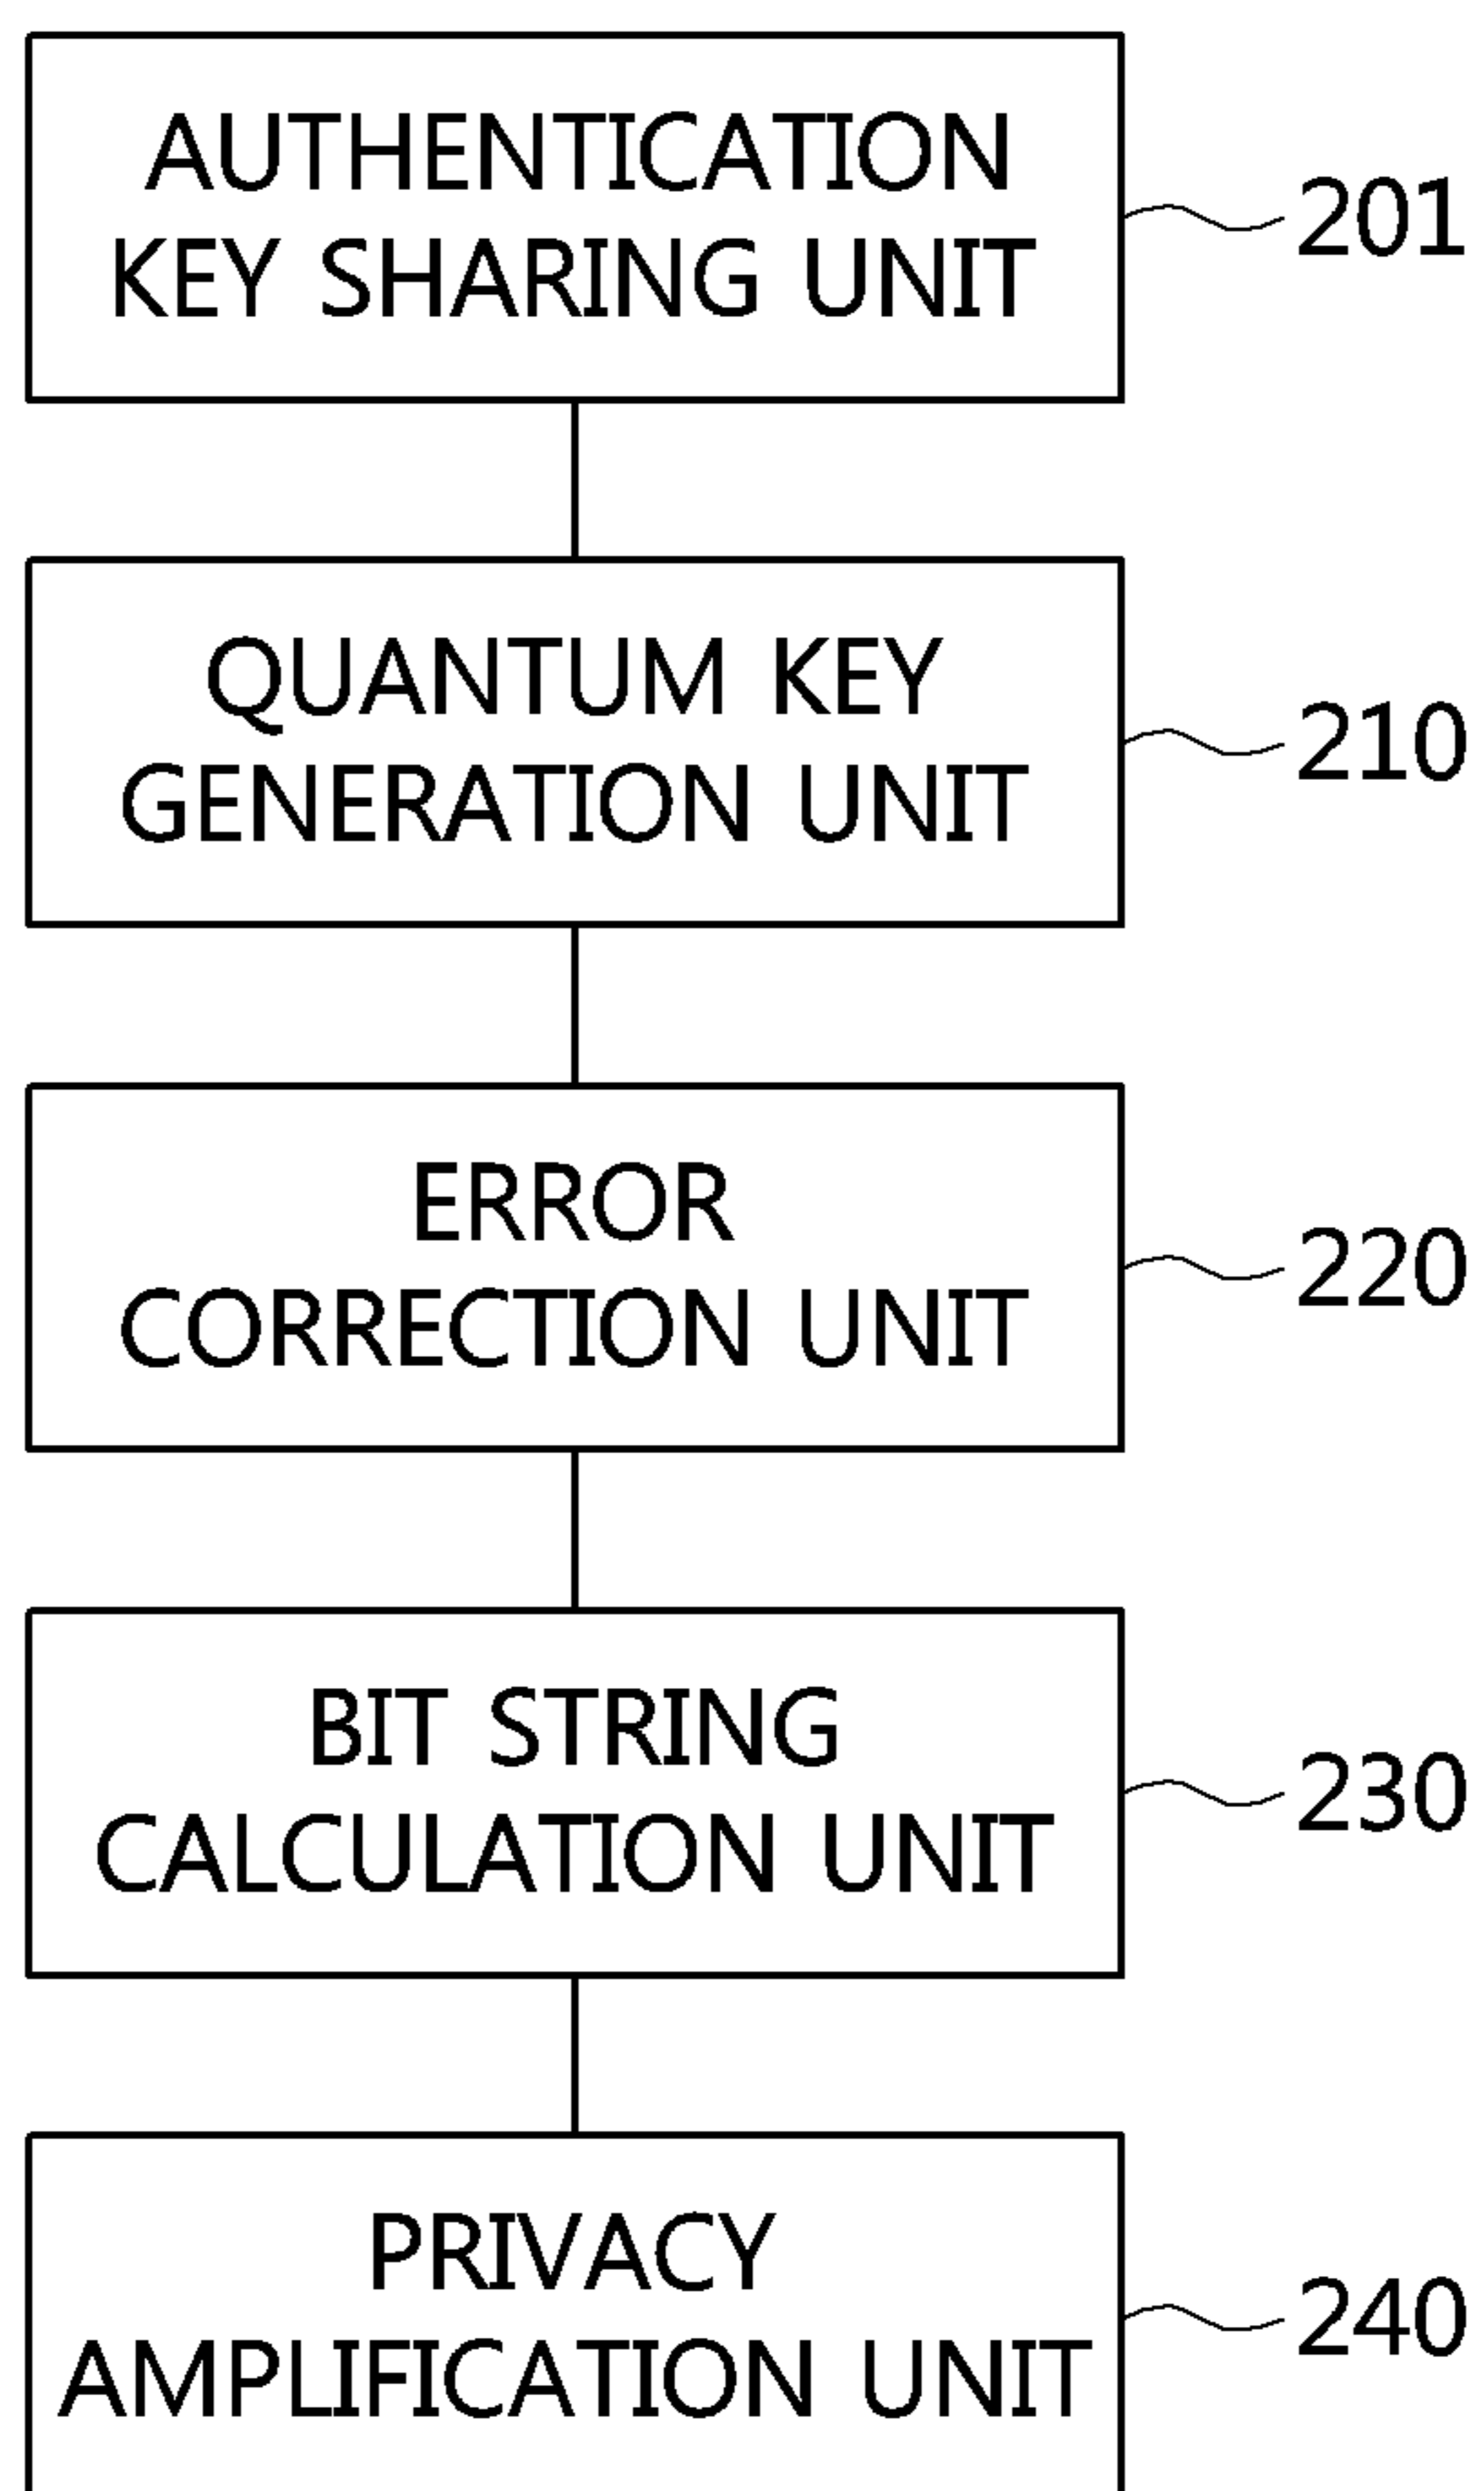 AUTHENTICATION
KEY SHARING UNIT
201
QUANTUM KEY
GENERATION UNIT
210
ERROR
CORRECTION UNIT
220
BIT STRING
CALCULATION UNIT
230
PRIVACY
AMPLIFICATION UNIT
240